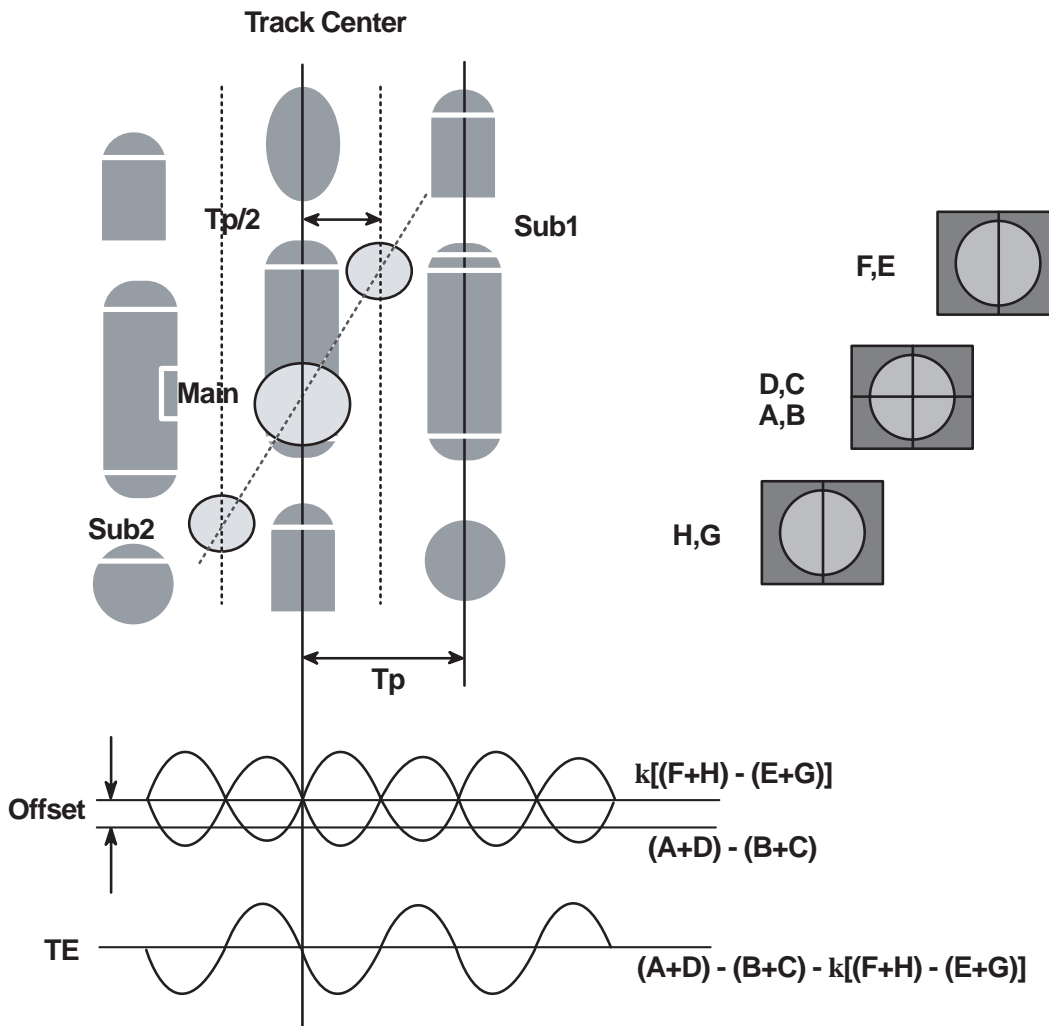 Track Center
Tp/2
Sub1
F,E
Main
D,C
A,B
Sub2
H,G
Tp
k[(F+H) - (E+G)]
Offset
(A+D) - (B+C)
TE
(A+D) - (B+C) - k[(F+H) - (E+G)]